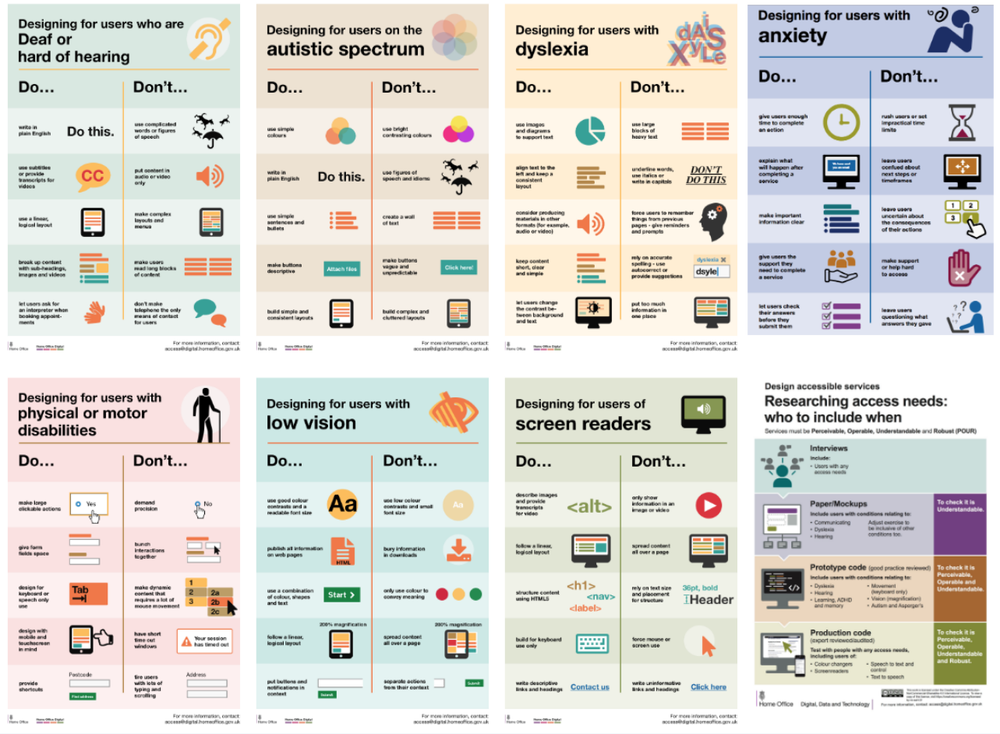 Designing for users who are
Deaf or
hard of hearing
Do...
Don't...
write in
plain English
Do this.
use complicated
words or figures
of speech
use subtitles
or provide
transcripts for
videos
CC
put content in
audio or video
only
use a linear,
logical layout
make complex
layouts and
menus
break up content
with sub-headings,
images and videos
make users
read long blocks
of content
let users ask for
an interpreter when
booking appoint-
ments
don't make
telephone the only
means of contact
for users
Home Office
Home Office Digital
For more information, contact:
access@digital.homeoffice.gov.uk
Designing for users on the
autistic spectrum
Do...
Don't...
use simple
colours
use bright
contrasting colours
write in
plain English
Do this.
use figures of
speech and idioms
use simple
sentences and
bullets
create a wall
of text
make buttons
descriptive
Attach files
make buttons
vague and
unpredictable
Click here!
build simple and
consistent layouts
build complex and
cluttered layouts
Home Office
Home Office Digital
For more information, contact:
access@digital.homeoffice.gov.uk
Designing for users with
dyslexia
Do...
Don't...
use images
and diagrams
to support text
use large
blocks of
heavy text
align text to the
left and keep a
consistent
layout
underline words,
use italics or
write in capitals
DON'T
DO THIS
consider producing
materials in other
formats (for example,
audio or video)
force users to remember
things from previous
pages - give reminders
and prompts
keep content
short, clear
and simple
rely on accurate
spelling - use
autocorrect or
provide suggestions
dyslexia X
dsyle
let users change
the contrast be-
tween background
and text
put too much
information in
one place
Home Office
Home Office Digital
For more information, contact:
access@digital.homeoffice.gov.uk
Designing for users with
anxiety
Do...
Don't...
give users enough
time to complete
an action
rush users or set
impractical time
limits
explain what
will happen after
completing a
service
leave users
confused about
next steps or
timeframes
make important
information clear
leave users
uncertain about
the consequences
of their actions
1 2
3 4
give users the
support they
need to complete
a service
make support
or help hard
to access
let users check
their answers
before they
submit them
leave users
questioning what
answers they gave
? ?
? ?
Designing for users with
physical or motor
disabilities
Do...
Don't...
make large
clickable actions
Yes
demand
precision
No
give form
fields space
bunch
interactions
together
design for
keyboard or
speech only
use
Tab
make dynamic
content that
requires a lot of
mouse movement
1
2 2a
3 2b
2c
design with
mobile and
touchscreen
in mind
have short
time out
windows
Your session
has timed out
provide
shortcuts
Postcode
Find address
tire users
with lots of
typing and
scrolling
Address
Home Office
Home Office Digital
For more information, contact:
access@digital.homeoffice.gov.uk
Designing for users with
low vision
Do...
Don't...
use good colour
contrasts and a
readable font size
Aa
use low colour
contrasts and small
font size
Aa
publish all information
on web pages
HTML
bury information
in downloads
use a combination
of colour, shapes
and text
Start >
only use colour to
convey meaning
follow a linear,
logical layout
200% magnification
spread content
all over a page
200% magnification
put buttons and
notifications in
context
Submit
separate actions
from their context
Submit
Home Office
Home Office Digital
For more information, contact:
access@digital.homeoffice.gov.uk
Designing for users of
screen readers
Do...
Don't...
describe images
and provide
transcripts
for video
<alt>
only show
information in an
image or video
follow a linear,
logical layout
spread content
all over a page
structure content
using HTML5
<h1>
<nav>
<label>
rely on text size
and placement
for structure
36pt, bold
Header
build for keyboard
use only
force mouse or
screen use
write descriptive
links and headings
Contact us
write uninformative
links and headings
Click here
Home Office
Home Office Digital
For more information, contact:
access@digital.homeoffice.gov.uk
Design accessible services
Researching access needs:
who to include when
Services must be Perceivable, Operable, Understandable and Robust (POUR)
Interviews
Include:
• Users with any
access needs
Paper/Mockups
Include users with conditions relating to:
• Communicating
• Dyslexia
• Hearing
Adjust exercise to
be inclusive of other
conditions too.
To check it is
Understandable.
Prototype code (good practice reviewed)
Include users with conditions relating to:
• Dyslexia
• Hearing
• Learning, ADHD
and memory
• Movement
(keyboard only)
• Vision (magnification)
• Autism and Asperger's
To check it is
Perceivable,
Operable and
Understandable.
Production code
(expert reviewed/audited)
Test with people with any access needs,
including users of:
• Colour changers
• Screenreaders
• Speech to text and
control
• Text to speech
To check it is
Perceivable,
Operable,
Understandable
and Robust.
Home Office
Digital, Data and Technology
For more information, contact: access@digital.homeoffice.gov.uk